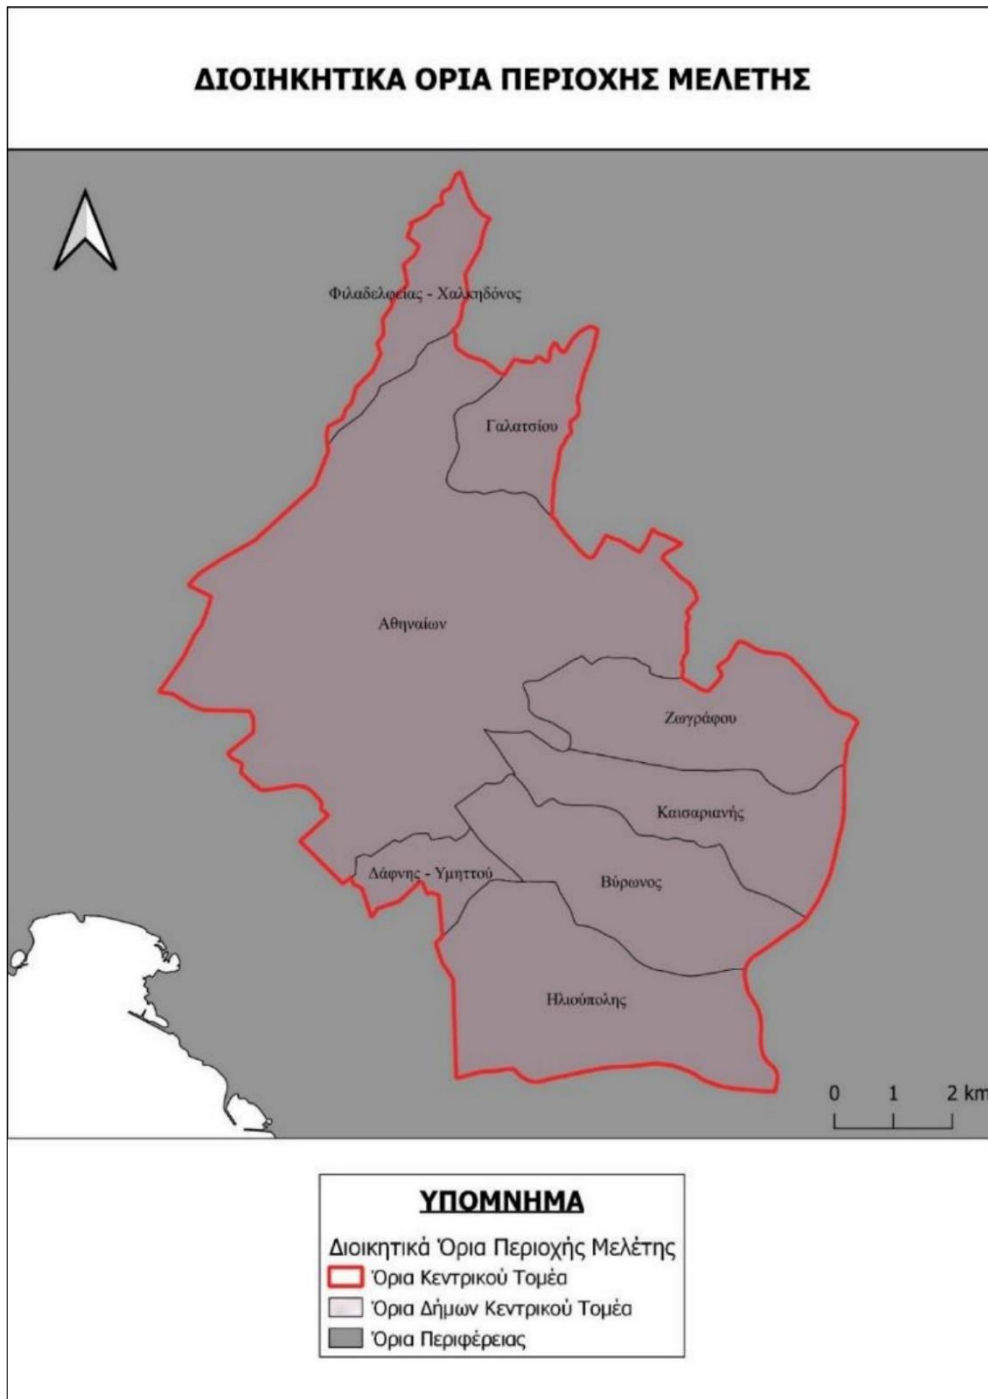 ΔΙΟΙΗΚΗΤΙΚΑ ΟΡΙΑ ΠΕΡΙΟΧΗΣ ΜΕΛΕΤΗΣ
Φιλαδελφείας - Χαλκηδόνος
Γαλατσίου
Αθηναίων
Ζωγράφου
Καισαριανής
Δάφνης - Υμηττού
Βύρωνος
Ηλιούπολης
0 1 2 km
ΥΠΟΜΝΗΜΑ
Διοικητικά Όρια Περιοχής Μελέτης
Όρια Κεντρικού Τομέα
Όρια Δήμων Κεντρικού Τομέα
Όρια Περιφέρειας